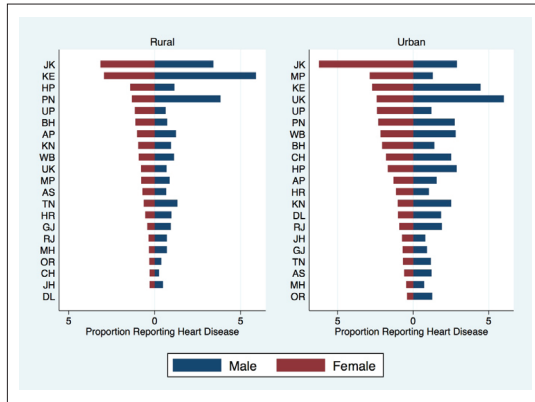 Rural
JK
KE
HP
PN
UP
BH
AP
KN
WB
UK
MP
AS
TN
HR
GJ
RJ
MH
OR
CH
JH
DL
5 0 5
Proportion Reporting Heart Disease
Urban
JK
MP
KE
UK
UP
PN
WB
BH
CH
HP
AP
HR
KN
DL
RJ
JH
GJ
TN
AS
MH
OR
5 0 5
Proportion Reporting Heart Disease
Male Female